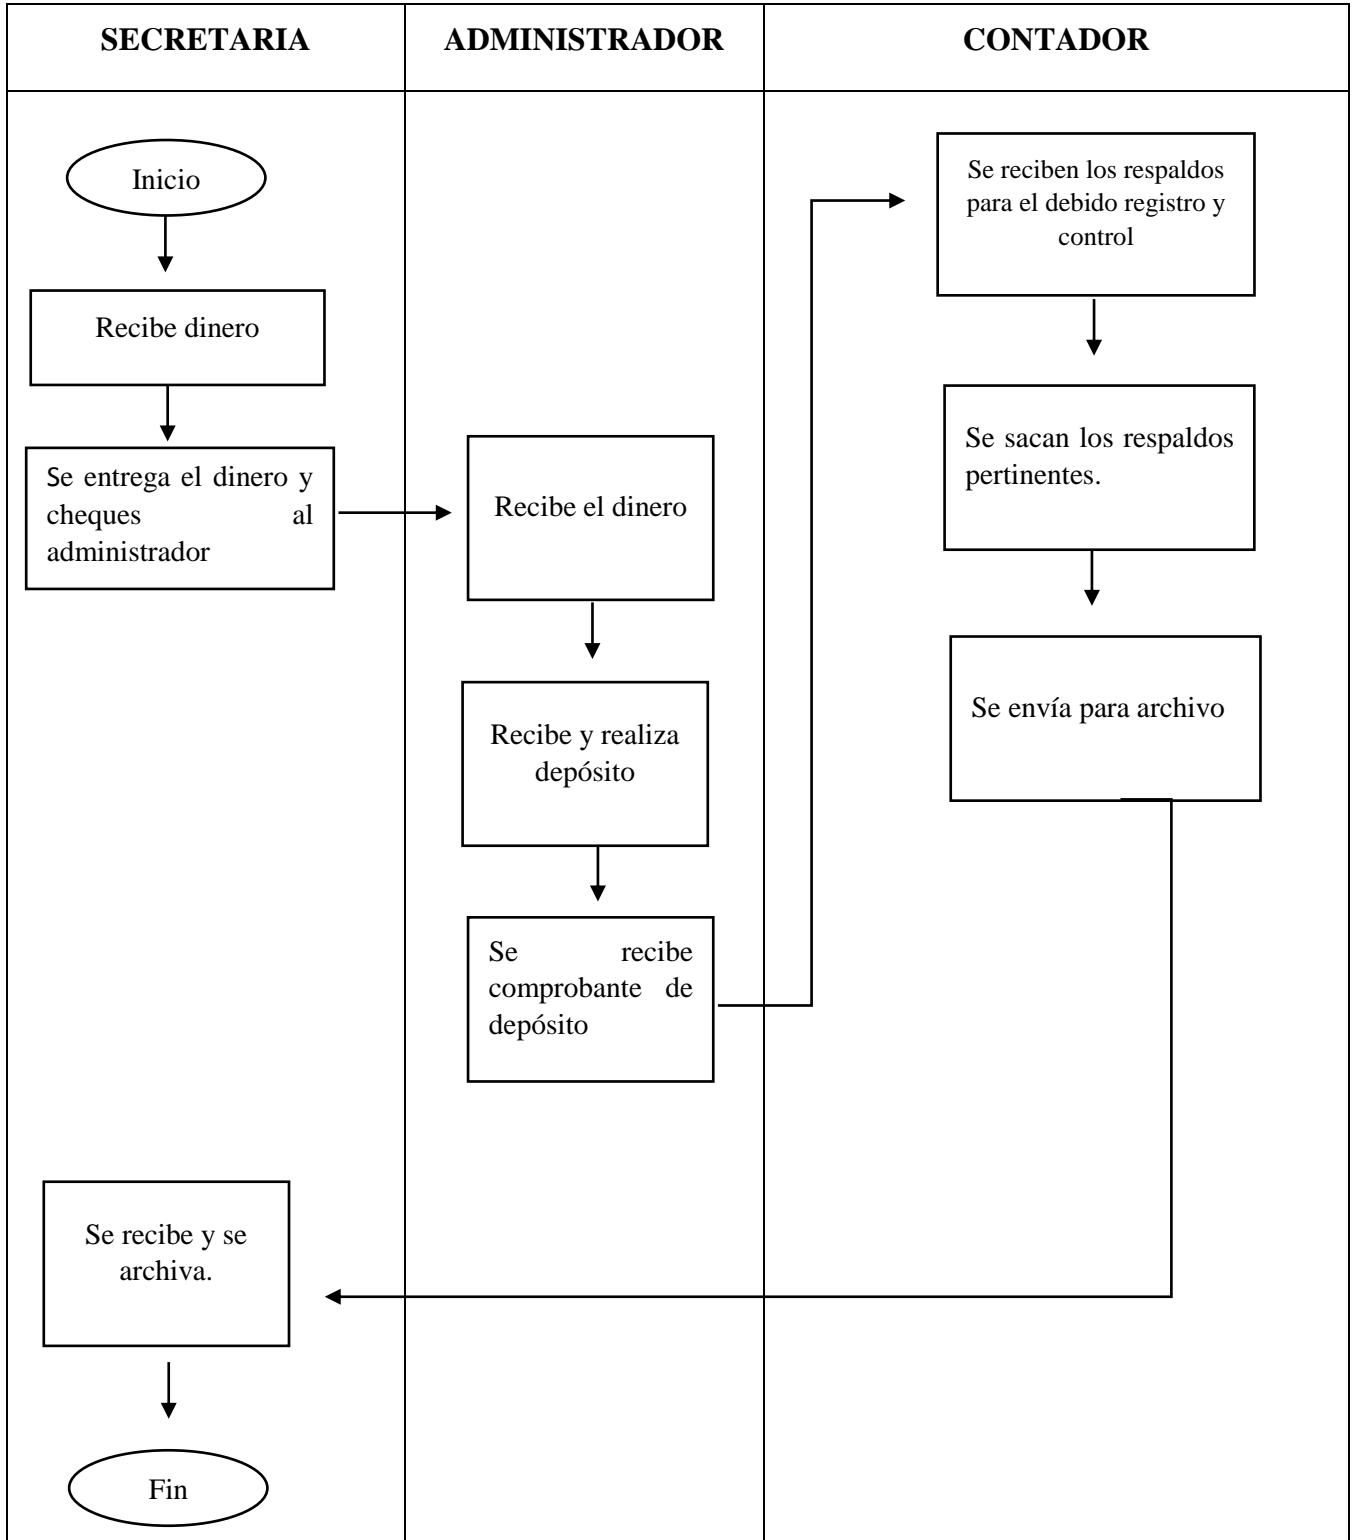 SECRETARIA
ADMINISTRADOR
CONTADOR
Inicio
Recibe dinero
Se entrega el dinero y
cheques al
administrador
Recibe el dinero
Recibe y realiza
depósito
Se recibe
comprobante de
depósito
Se reciben los respaldos
para el debido registro y
control
Se sacan los respaldos
pertinentes.
Se envía para archivo
Se recibe y se
archiva.
Fin